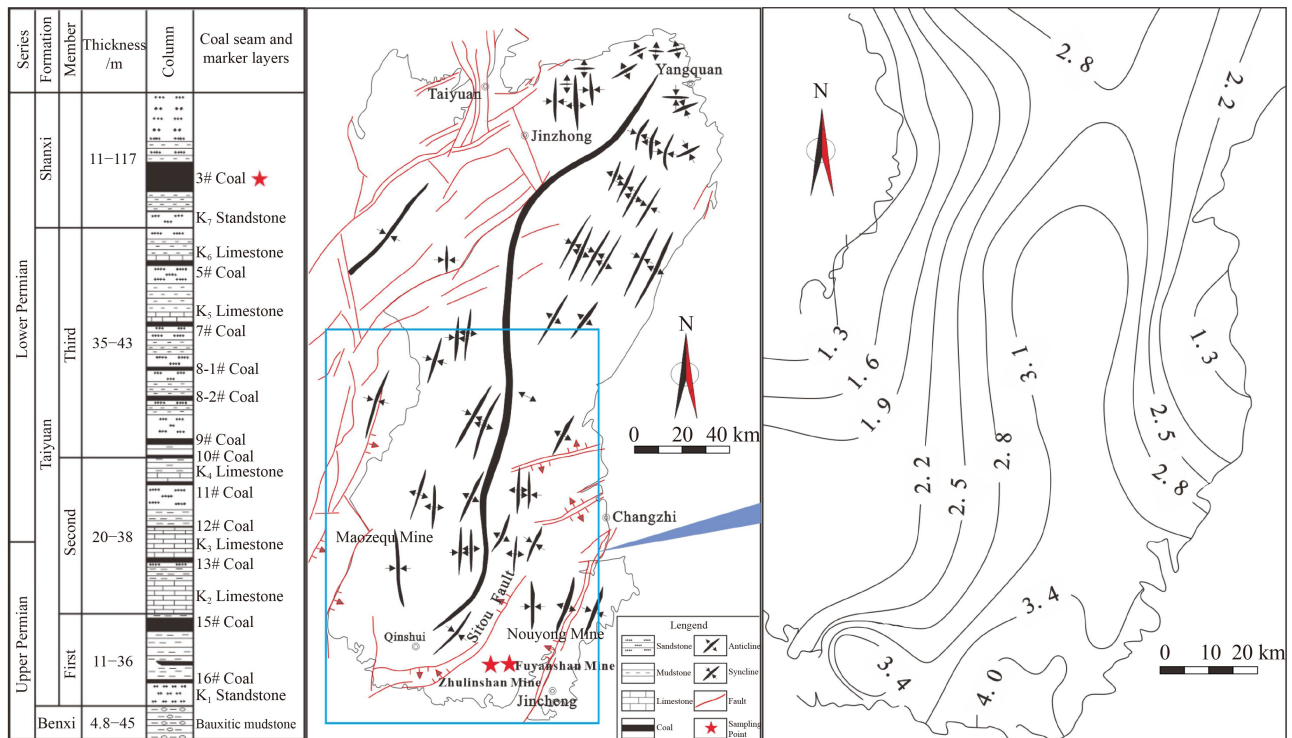 Series
Formation
Member
Thickness
/m
Column
Coal seam and
marker layers
Lower Permian
Upper Permian
Shanxi
Taiyuan
Benxi
Third
Second
First
11−117
35−43
20−38
11−36
4.8−45
3# Coal
K7 Standstone
K6 Limestone
5# Coal
K5 Limestone
7# Coal
8-1# Coal
8-2# Coal
9# Coal
10# Coal
K4 Limestone
11# Coal
12# Coal
K3 Limestone
13# Coal
K2 Limestone
15# Coal
16# Coal
K1 Standstone
Bauxitic mudstone
Yangquan
Taiyuan
Jinzhong
N
0 20 40 km
Changzhi
Maozequ Mine
Sitou Fault
Qinshui
Nouyong Mine
Fuyanshan Mine
Zhulinshan Mine
Jincheng
Lengend
Sandstone
Anticline
Mudstone
Syncline
Limestone
Fault
Coal
Sampling
Point
N
2.8
2.2
1.3
1.6
1.9
3.1
1.3
2.2
2.5
2.8
2.5
2.8
3.4
3.4
4.0
0 10 20 km